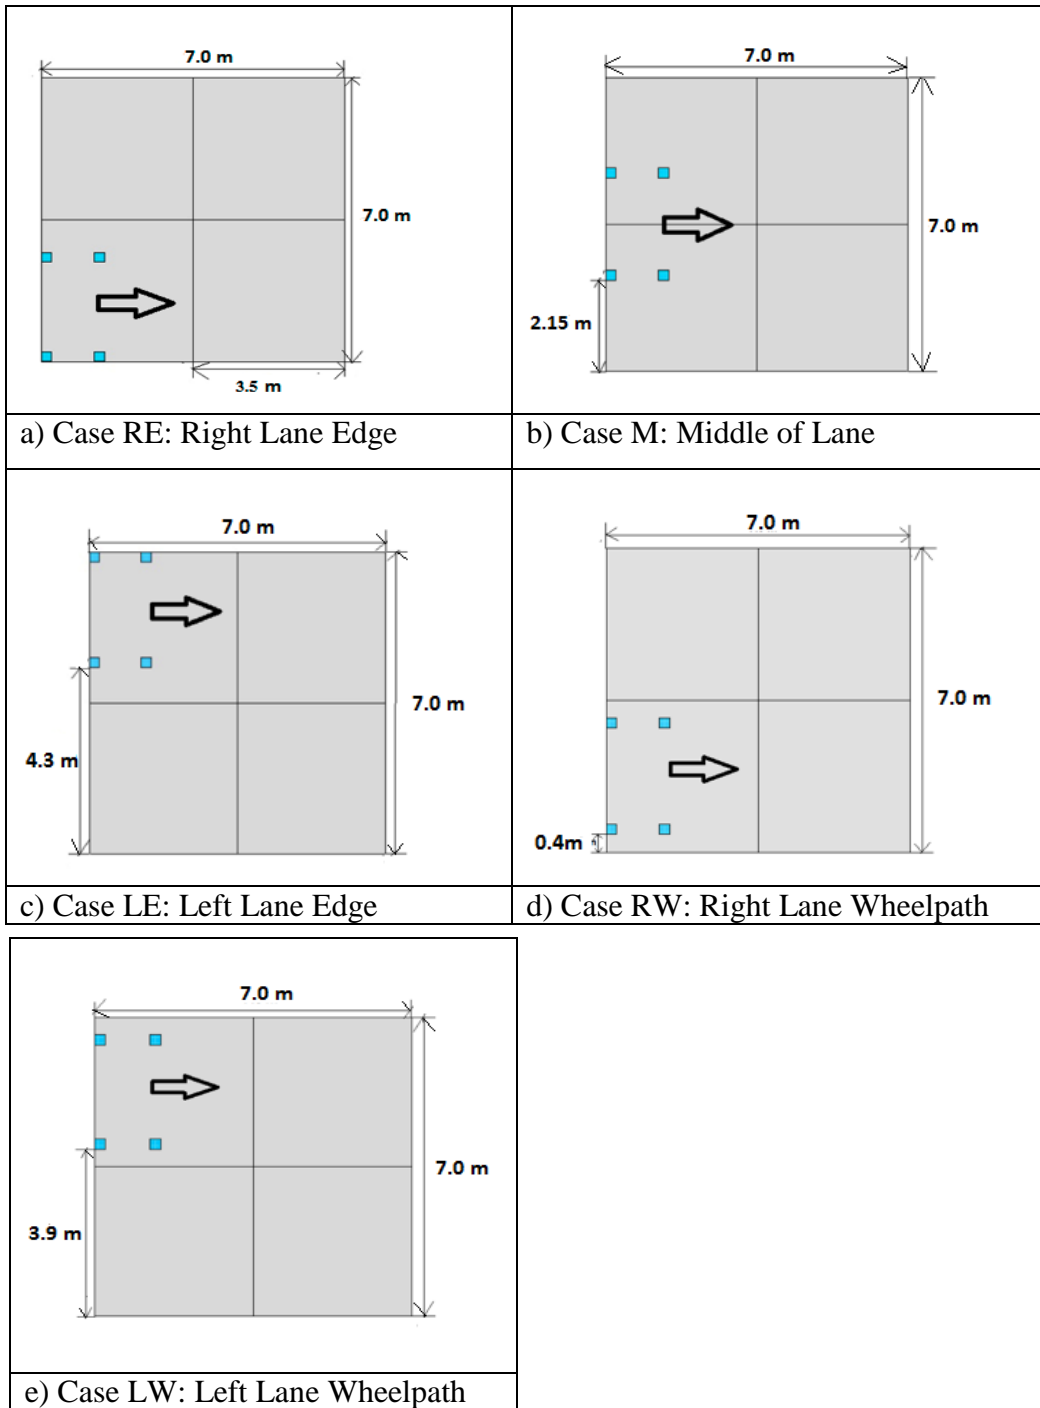 7.0 m
7.0 m
3.5 m
a) Case RE: Right Lane Edge
7.0 m
7.0 m
2.15 m
b) Case M: Middle of Lane
7.0 m
7.0 m
4.3 m
c) Case LE: Left Lane Edge
7.0 m
7.0 m
0.4m
d) Case RW: Right Lane Wheelpath
7.0 m
7.0 m
3.9 m
e) Case LW: Left Lane Wheelpath